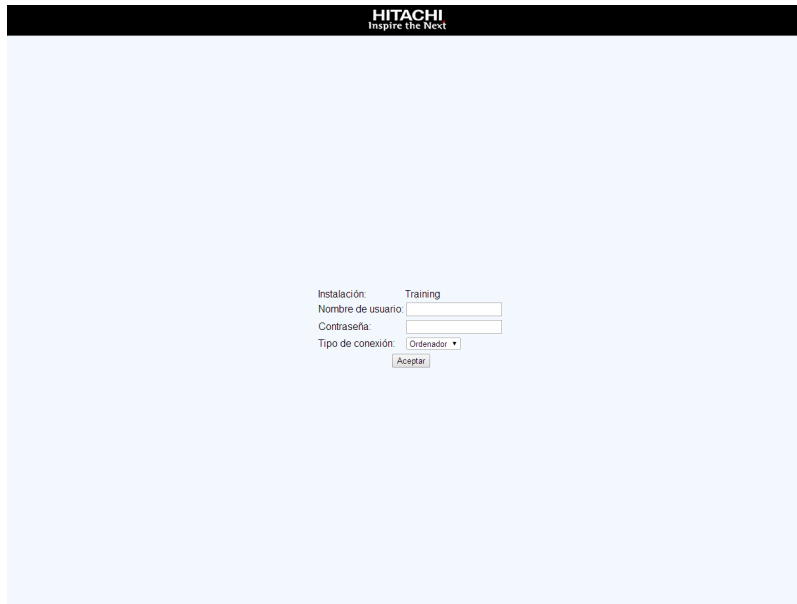 HITACHI
Inspire the Next
Instalación: Training
Nombre de usuario:
Contraseña:
Tipo de conexión: Ordenador
Aceptar